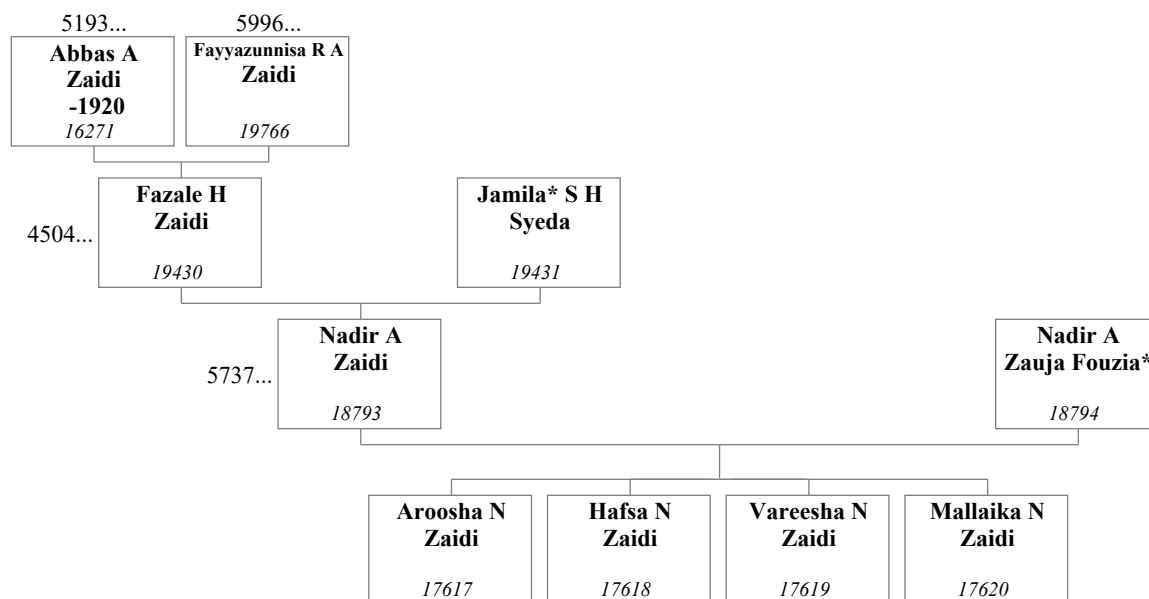 5193...
5996...
Abbas A
Zaidi
-1920
16271
Fayyazunnisa R A
Zaidi
19766
4504...
Fazale H
Zaidi
19430
Jamila* S H
Syeda
19431
5737...
Nadir A
Zaidi
18793
Nadir A
Zauja Fouzia*
18794
Aroosha N
Zaidi
17617
Hafsa N
Zaidi
17618
Vareesha N
Zaidi
17619
Mallaika N
Zaidi
17620